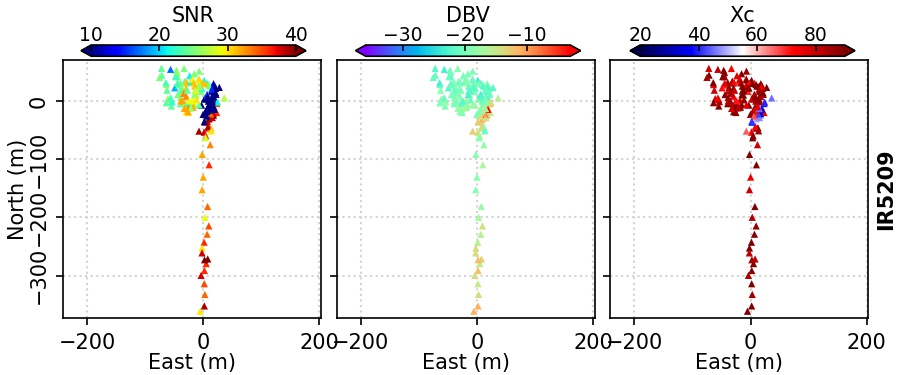 SNR DBV Xc
10 20 30 40 −30 −20 −10 20 40 60 80
North (m)
0
−100
−200
−300
IR5209
−200 0 200 −200 0 200 −200 0 200
East (m) East (m) East (m)